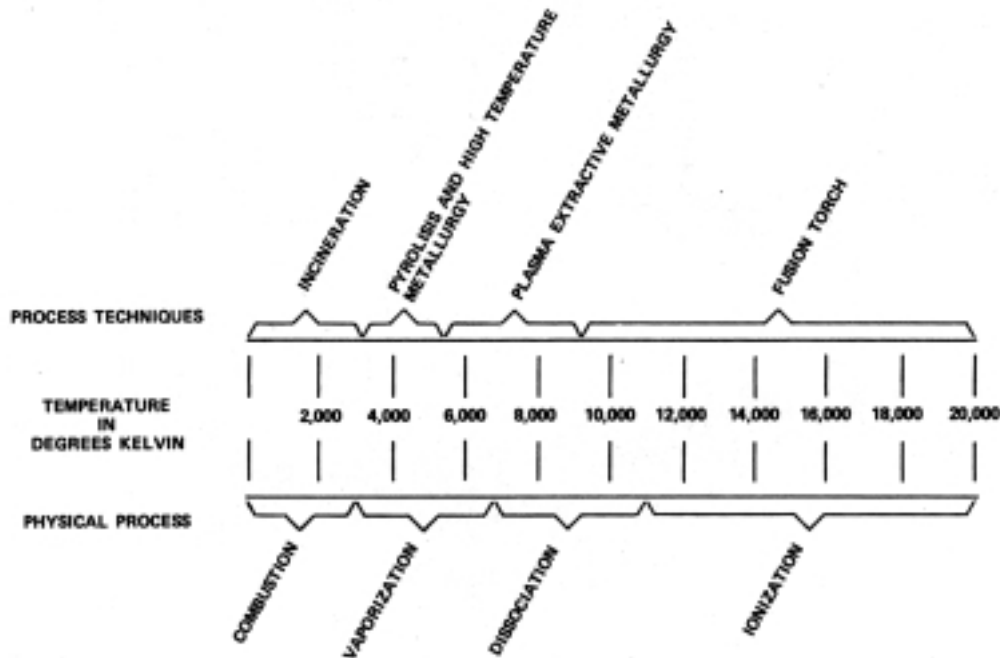 INCINERATION
PYROLISIS AND HIGH TEMPERATURE
METALLURGY
PLASMA EXTRACTIVE METALLURGY
FUSION TORCH
PROCESS TECHNIQUES
TEMPERATURE
IN
DEGREES KELVIN
2,000 4,000 6,000 8,000 10,000 12,000 14,000 16,000 18,000 20,000
PHYSICAL PROCESS
COMBUSTION
VAPORIZATION
DISSOCIATION
IONIZATION